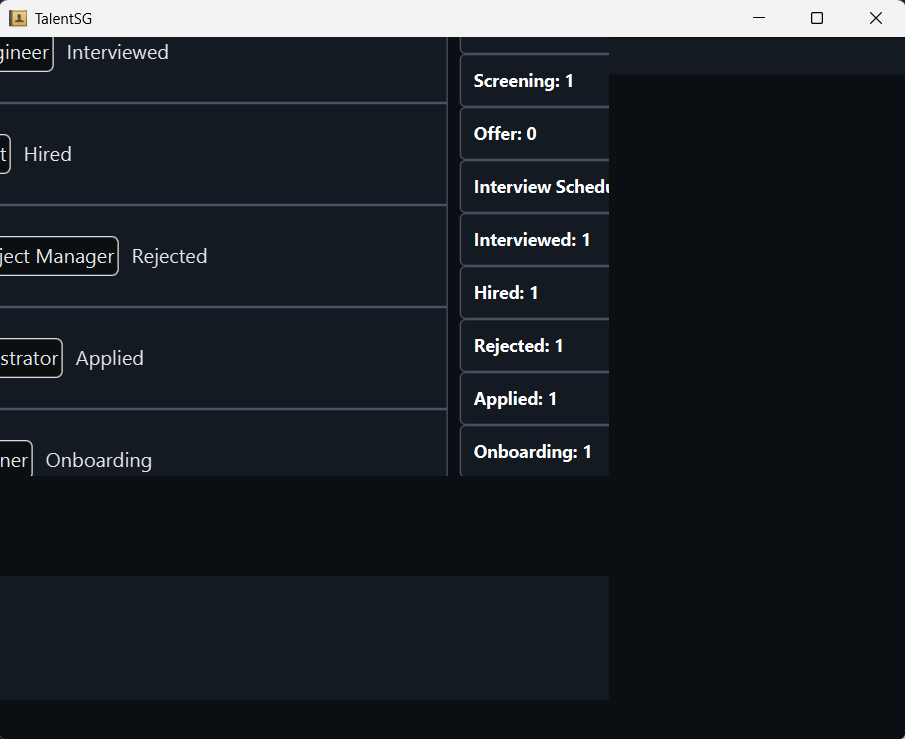 TalentSG
gineer Interviewed
t Hired
ject Manager Rejected
strator Applied
ner Onboarding
Screening: 1
Offer: 0
Interview Sched
Interviewed: 1
Hired: 1
Rejected: 1
Applied: 1
Onboarding: 1